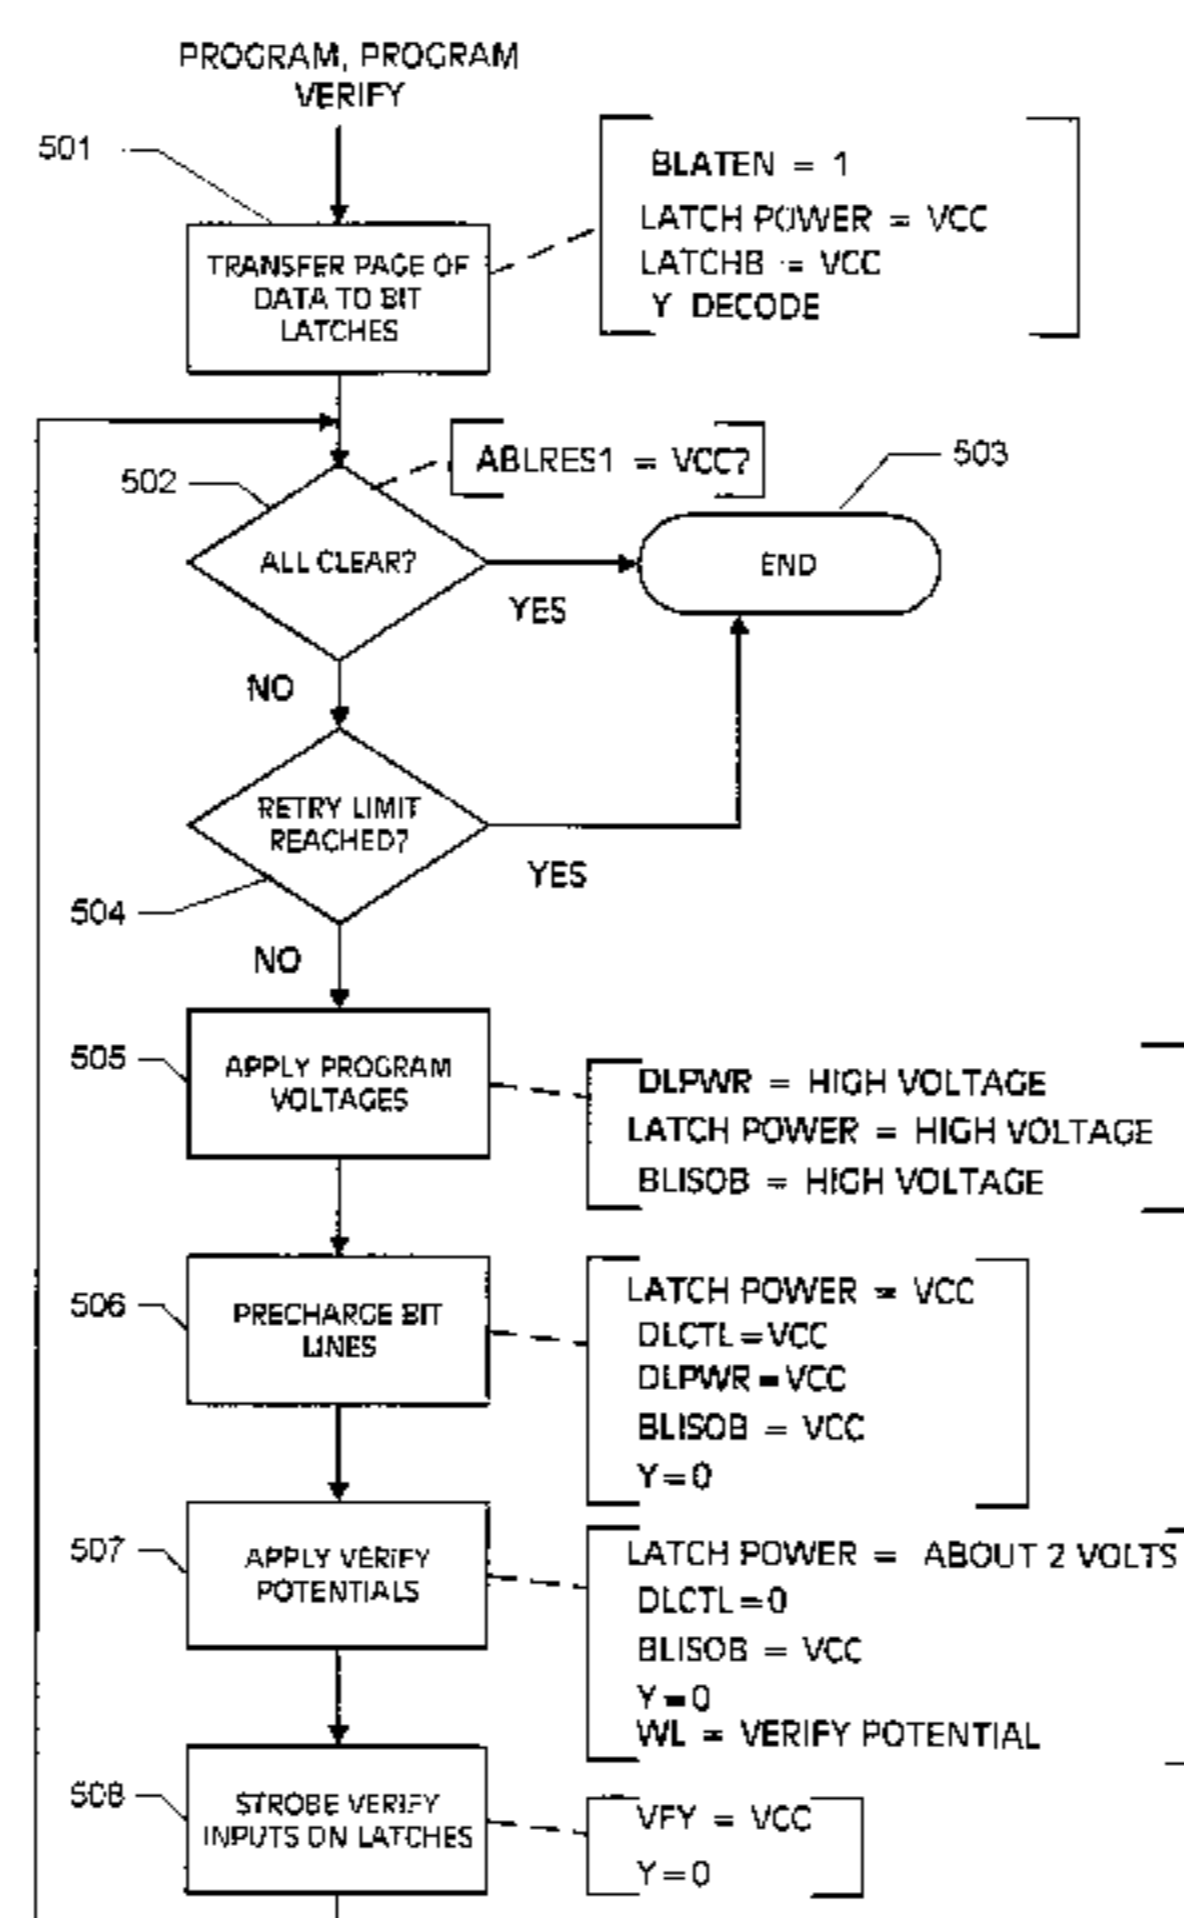 PROGRAM, PROGRAM
VERIFY
501
BLATEN = 1
LATCH POWER = VCC
LATCHB = VCC
Y DECODE
TRANSFER PAGE OF
DATA TO BIT
LATCHES
ABLRES1 = VCC?
502
503
ALL CLEAR?
END
YES
NO
RETRY LIMIT
REACHED?
YES
504
NO
505
APPLY PROGRAM
VOLTAGES
DLPWR = HIGH VOLTAGE
LATCH POWER = HIGH VOLTAGE
BLISOB = HIGH VOLTAGE
506
PRECHARGE BIT
LINES
LATCH POWER = VCC
DLCTL=VCC
DLPWR=VCC
BLISOB = VCC
Y=0
507
APPLY VERIFY
POTENTIALS
LATCH POWER = ABOUT 2 VOLTS
DLCTL=0
BLISOB = VCC
Y=0
WL = VERIFY POTENTIAL
508
STROBE VERIFY
INPUTS ON LATCHES
VFY = VCC
Y=0